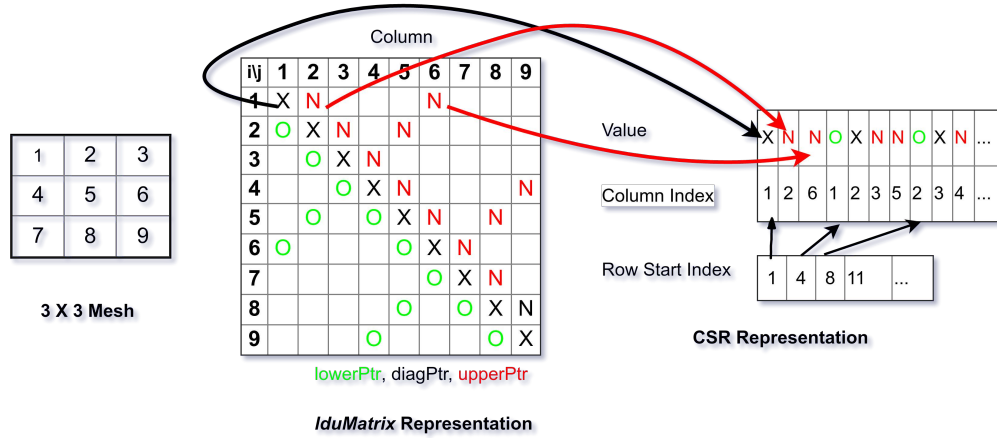 1 2 3
4 5 6
7 8 9
3 X 3 Mesh
Column
i\j 1 2 3 4 5 6 7 8 9
1 X N N
2 O X N N
3 O X N
4 O X N N
5 O O X N N
6 O O X N
7 O X N
8 O O X N
9 O O X
lowerPtr, diagPtr, upperPtr
lduMatrix Representation
Value
X N N O X N N O X N ...
Column Index
1 2 6 1 2 3 5 2 3 4 ...
Row Start Index
1 4 8 11 ...
CSR Representation